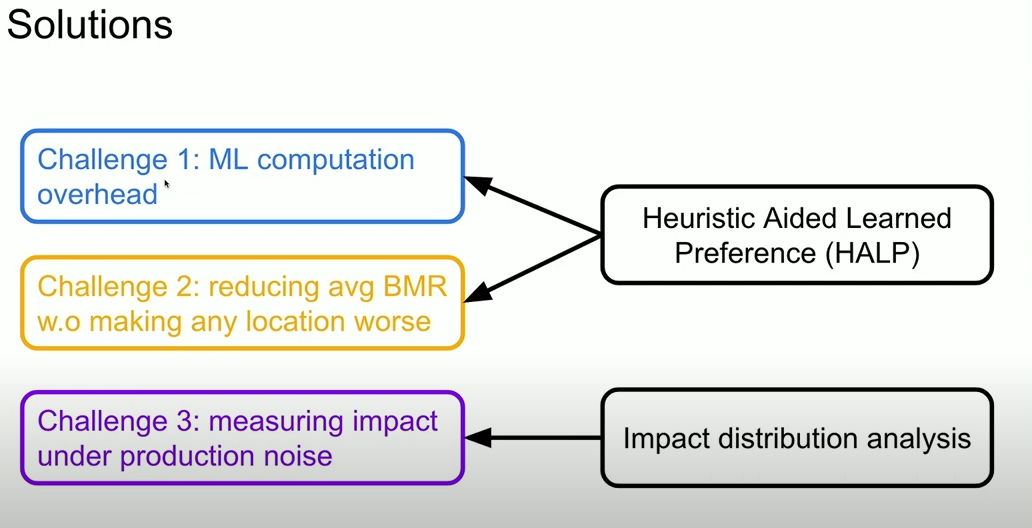 Solutions
Challenge 1: ML computation
overhead
Heuristic Aided Learned
Preference (HALP)
Challenge 2: reducing avg BMR
w.o making any location worse
Challenge 3: measuring impact
under production noise
Impact distribution analysis